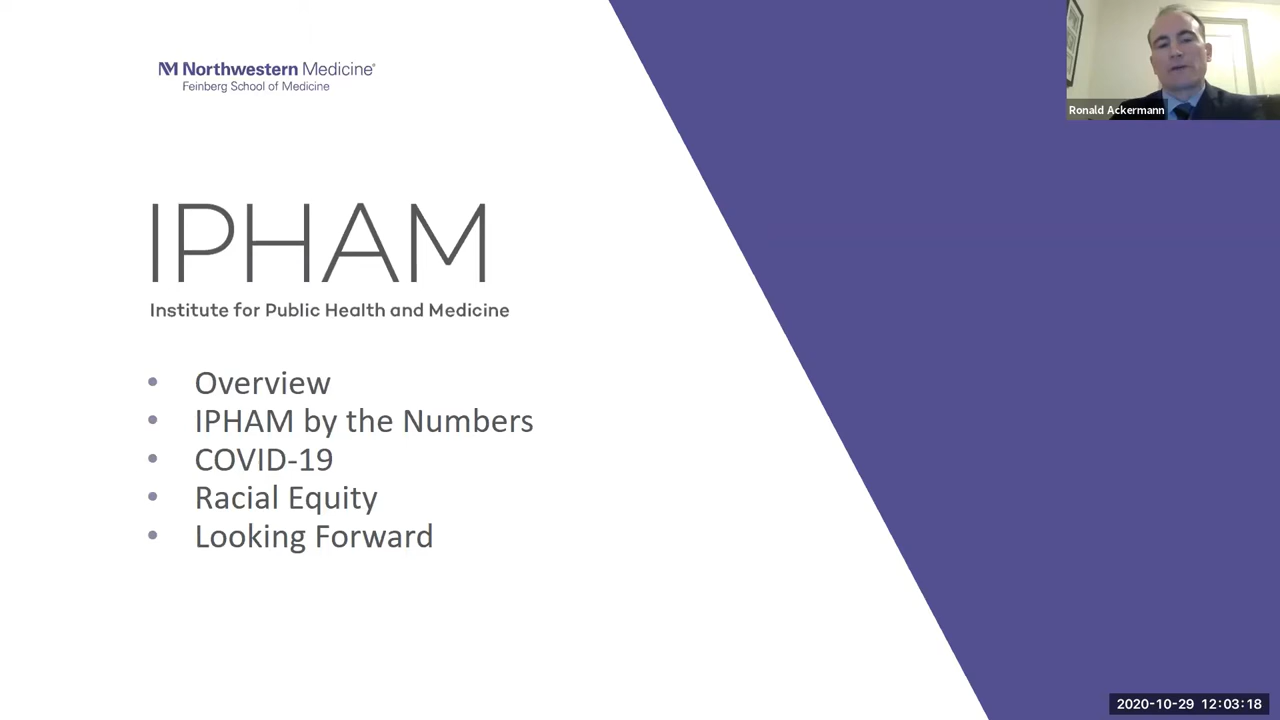 Northwestern Medicine®
Feinberg School of Medicine
Ronald Ackermann
IPHAM
Institute for Public Health and Medicine
• Overview
• IPHAM by the Numbers
• COVID-19
• Racial Equity
• Looking Forward
2020-10-29 12:03:18